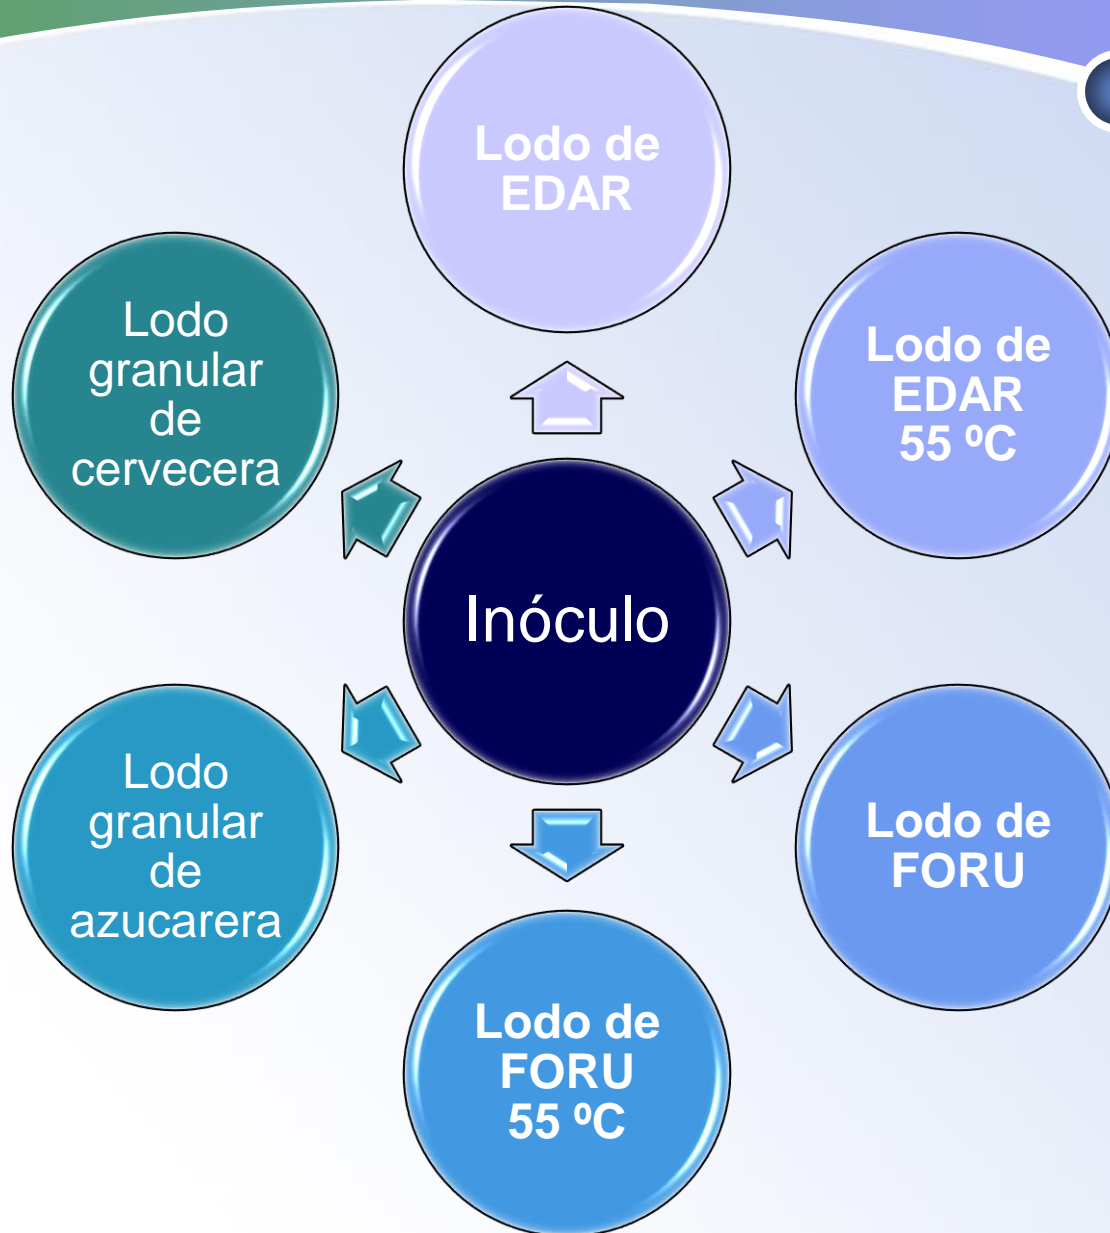 Lodo de
EDAR
Lodo
granular
de
cervecera
Lodo de
EDAR
55 ºC
Inóculo
Lodo
granular
de
azucarera
Lodo de
FORU
Lodo de
FORU
55 ºC